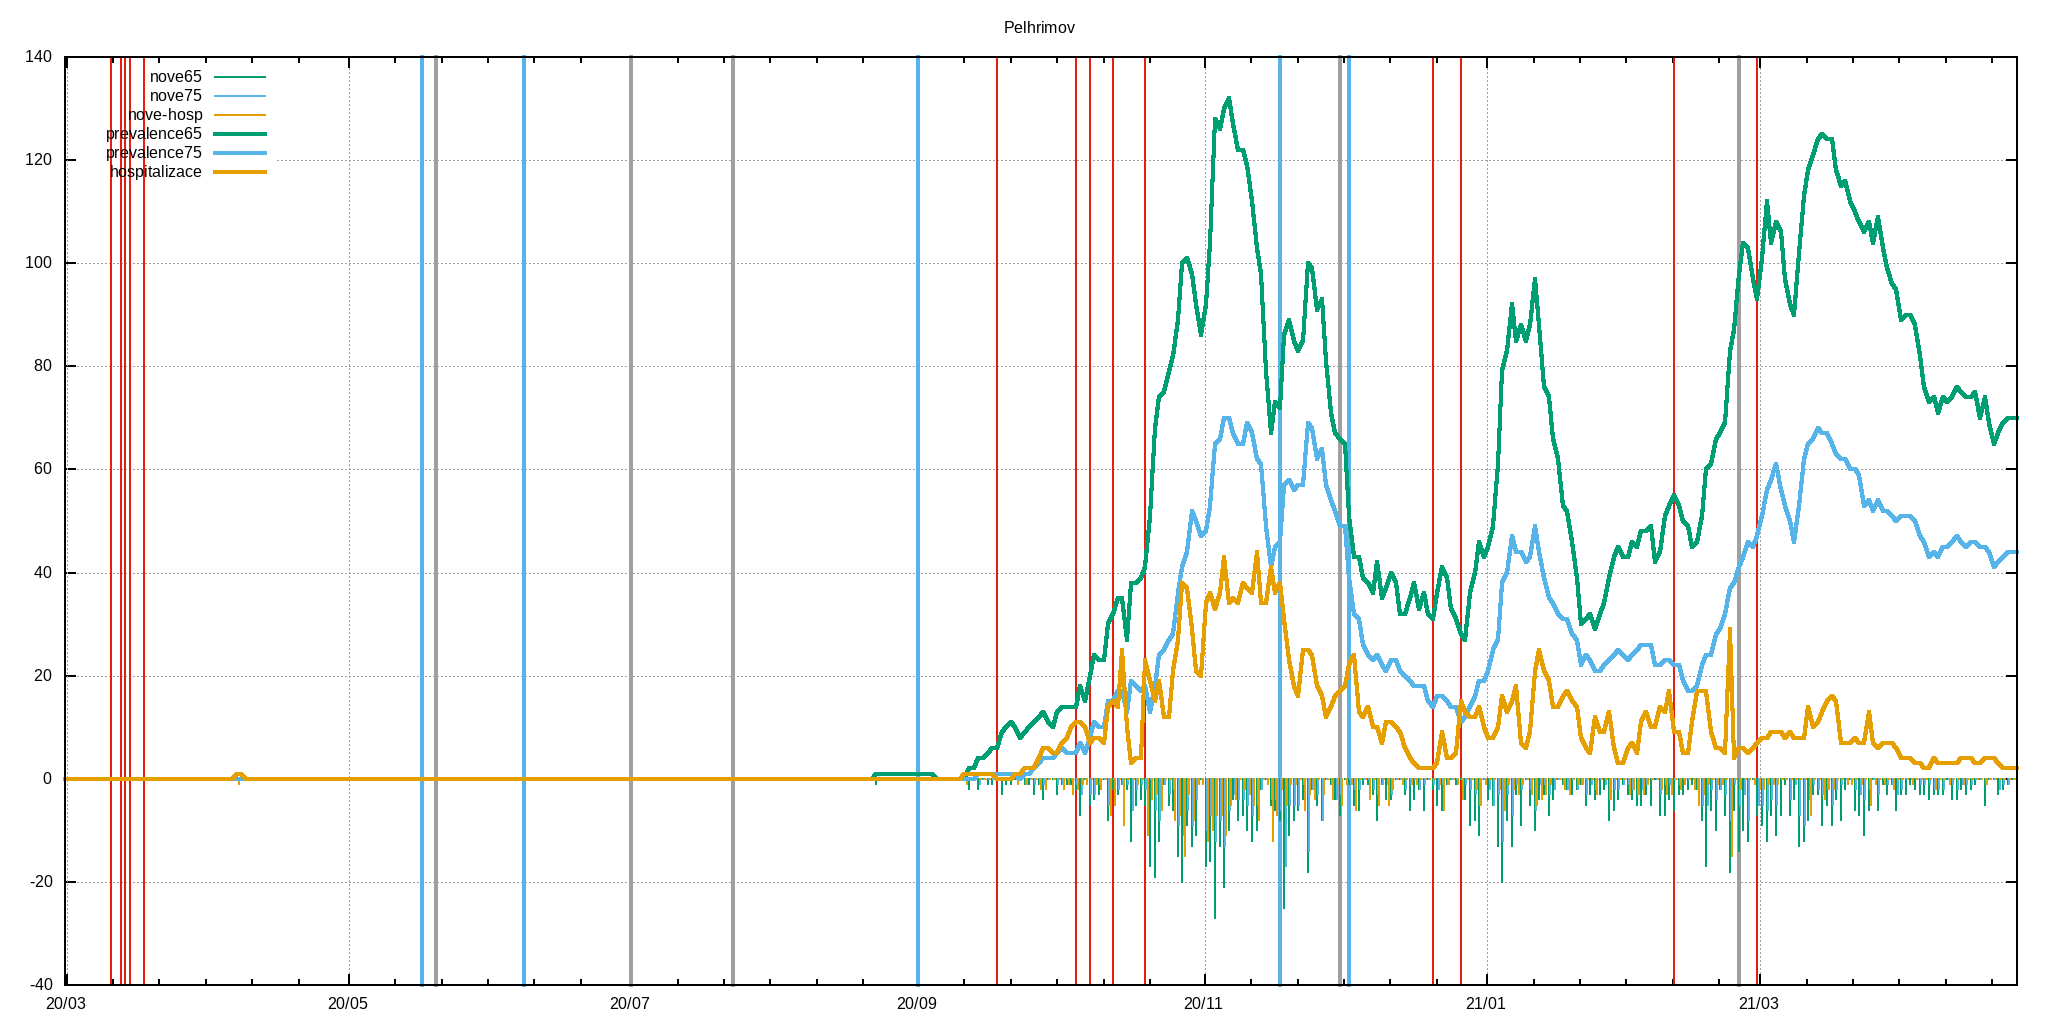 Pelhrimov
140
120
100
80
60
40
20
0
-20
-40
nove65
nove75
nove-hosp
prevalence65
prevalence75
hospitalizace
20/03 20/05 20/07 20/09 20/11 21/01 21/03